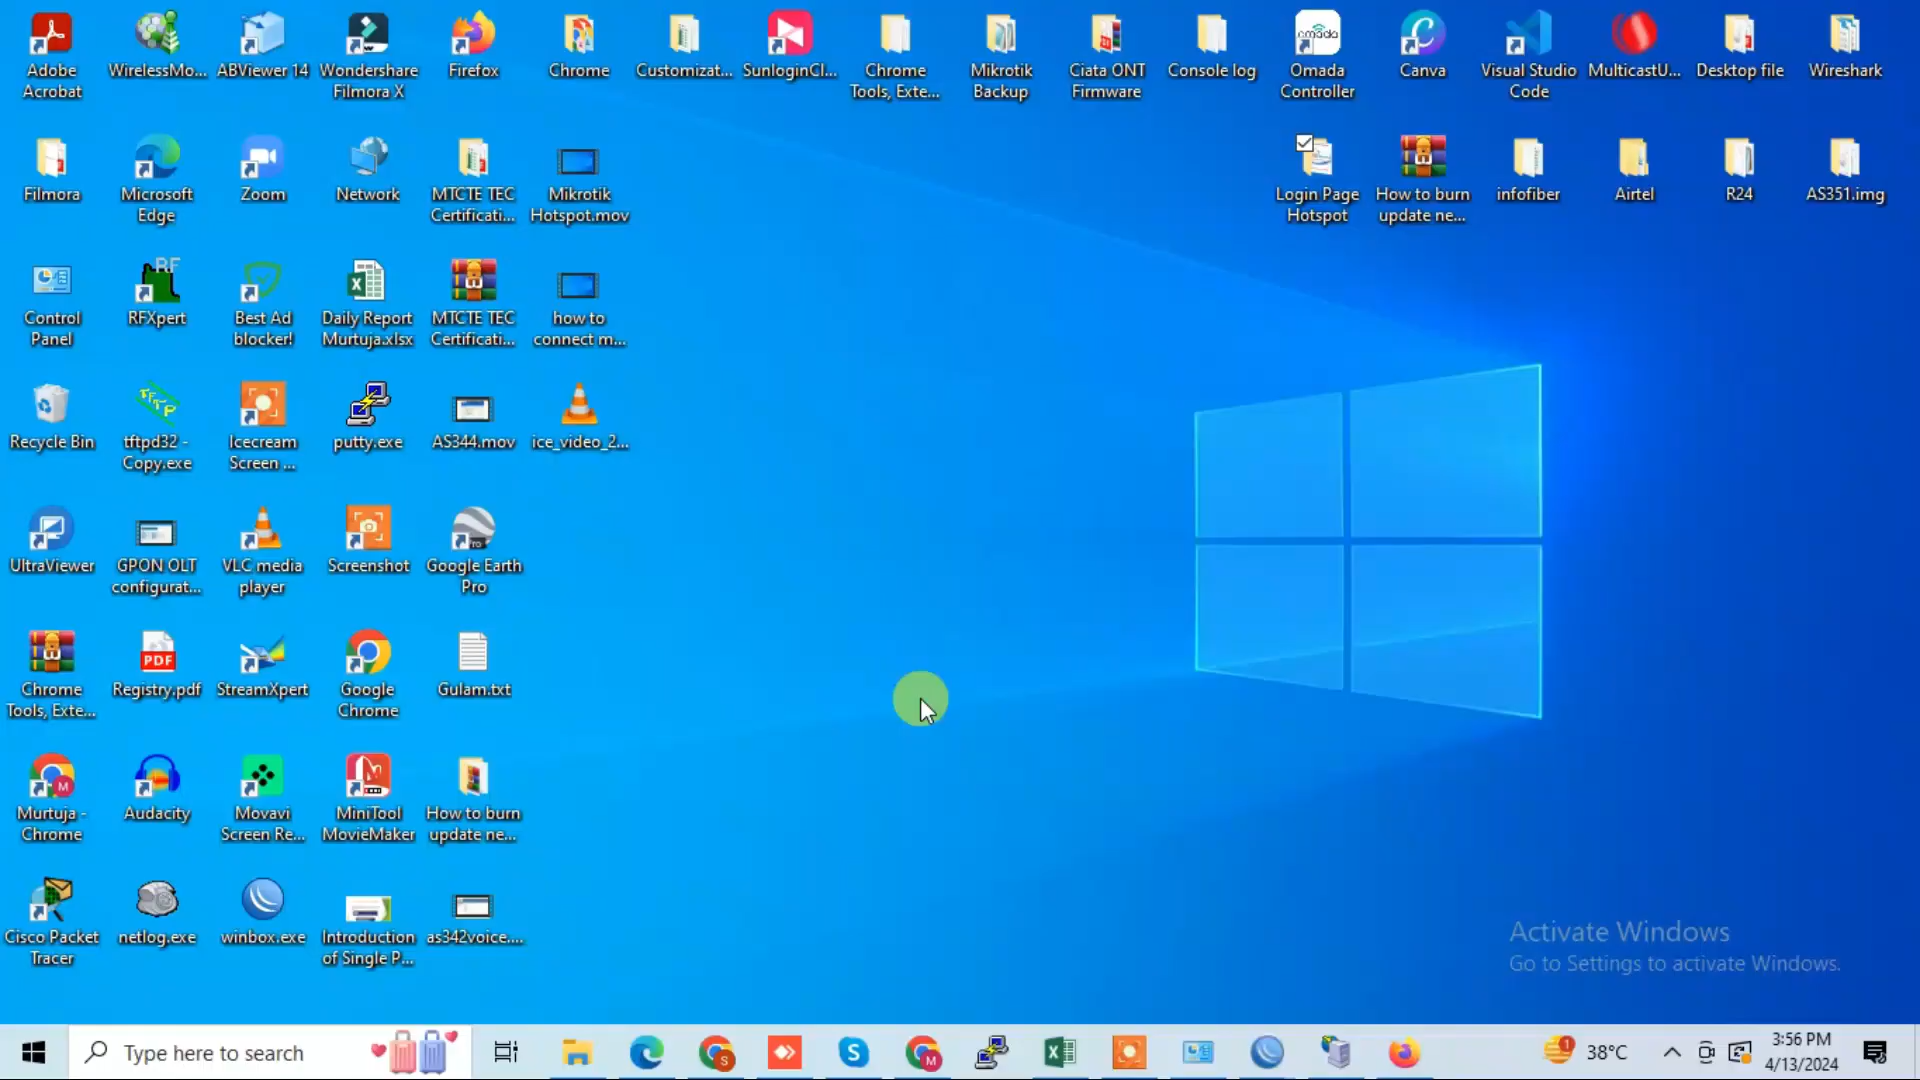 Adobe
Acrobat
WirelessMo...
ABViewer 14
Wondershare
Filmora X
Firefox
Chrome
Customizat...
SunloginCl...
Chrome
Tools, Exte...
Mikrotik
Backup
Ciata ONT
Firmware
Console log
omada
Omada
Controller
Canva
Visual Studio
Code
MulticastU...
Desktop file
Wireshark
Filmora
Microsoft
Edge
Zoom
Network
MTCTE TEC
Certificati...
Mikrotik
Hotspot.mov
Login Page
Hotspot
How to burn
update ne...
infofiber
Airtel
R24
AS351.img
Control
Panel
RF
RFXpert
Best Ad
blocker!
Daily Report
Murtuja.xlsx
MTCTE TEC
Certificati...
how to
connect m...
Recycle Bin
TFTP
tftpd32 -
Copy.exe
Icecream
Screen ...
putty.exe
AS344.mov
ice_video_2...
UltraViewer
GPON OLT
configurat...
VLC media
player
Screenshot
Google Earth
Pro
Chrome
Tools, Exte...
PDF
Registry.pdf
StreamXpert
Google
Chrome
Gulam.txt
Murtuja -
Chrome
Audacity
Movavi
Screen Re...
MiniTool
MovieMaker
How to burn
update ne...
Cisco Packet
Tracer
netlog.exe
winbox.exe
Introduction
of Single P...
as342voice....
Activate Windows
Go to Settings to activate Windows.
Type here to search
38°C
3:56 PM
4/13/2024